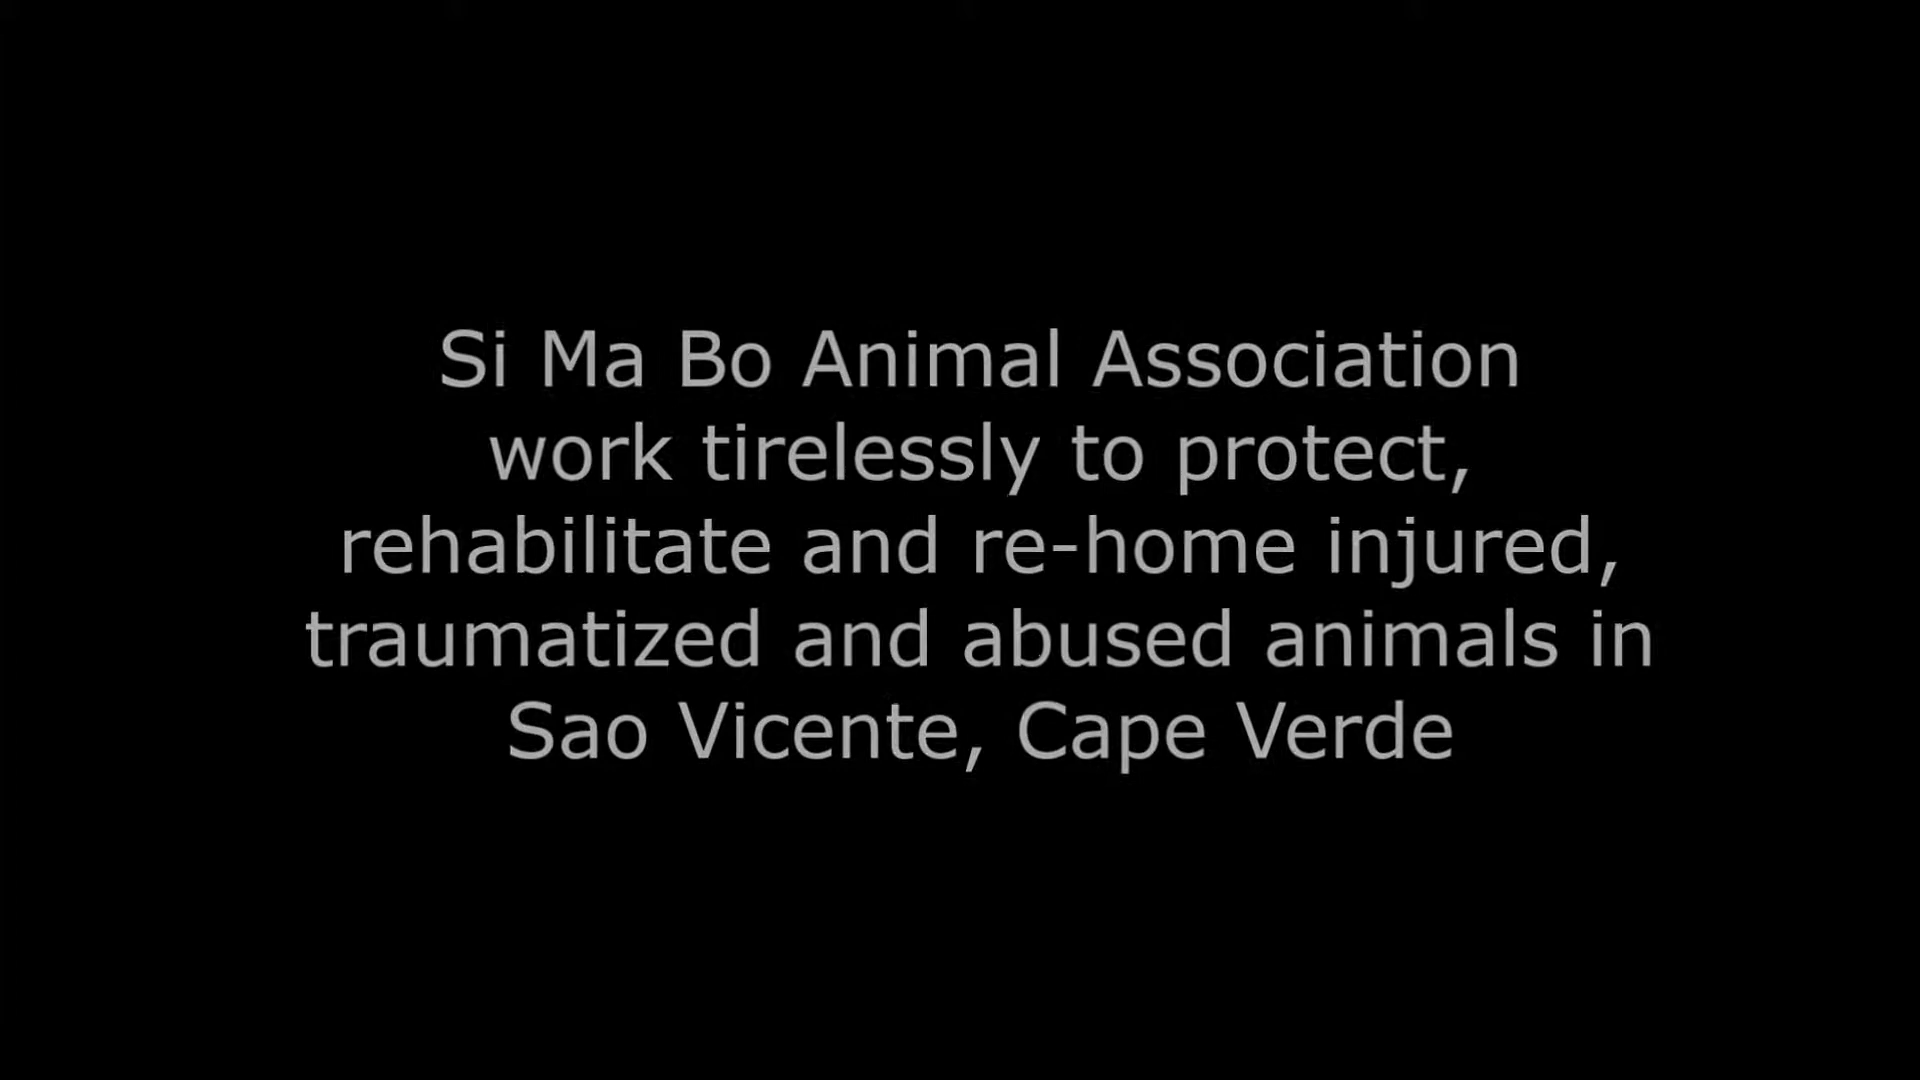 Si Ma Bo Animal Association
work tirelessly to protect,
rehabilitate and re-home injured,
traumatized and abused animals in
Sao Vicente, Cape Verde